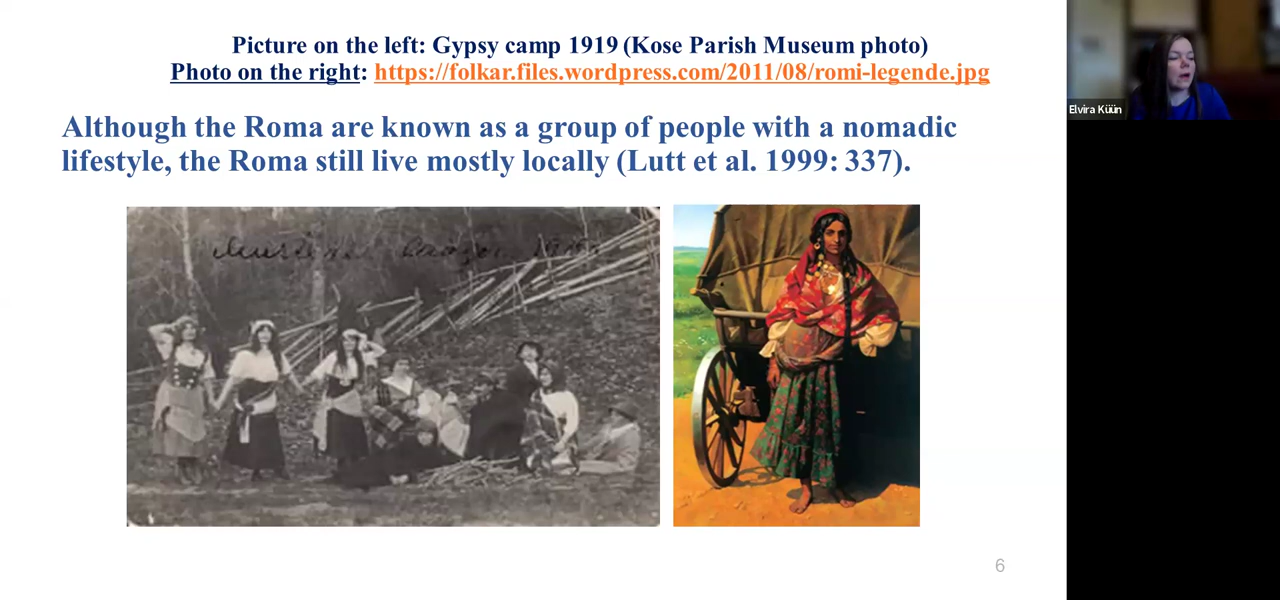 Picture on the left: Gypsy camp 1919 (Kose Parish Museum photo)
Photo on the right: https://folkar.files.wordpress.com/2011/08/romi-legende.jpg
Although the Roma are known as a group of people with a nomadic
lifestyle, the Roma still live mostly locally (Lutt et al. 1999: 337).
6
Elvira Küün